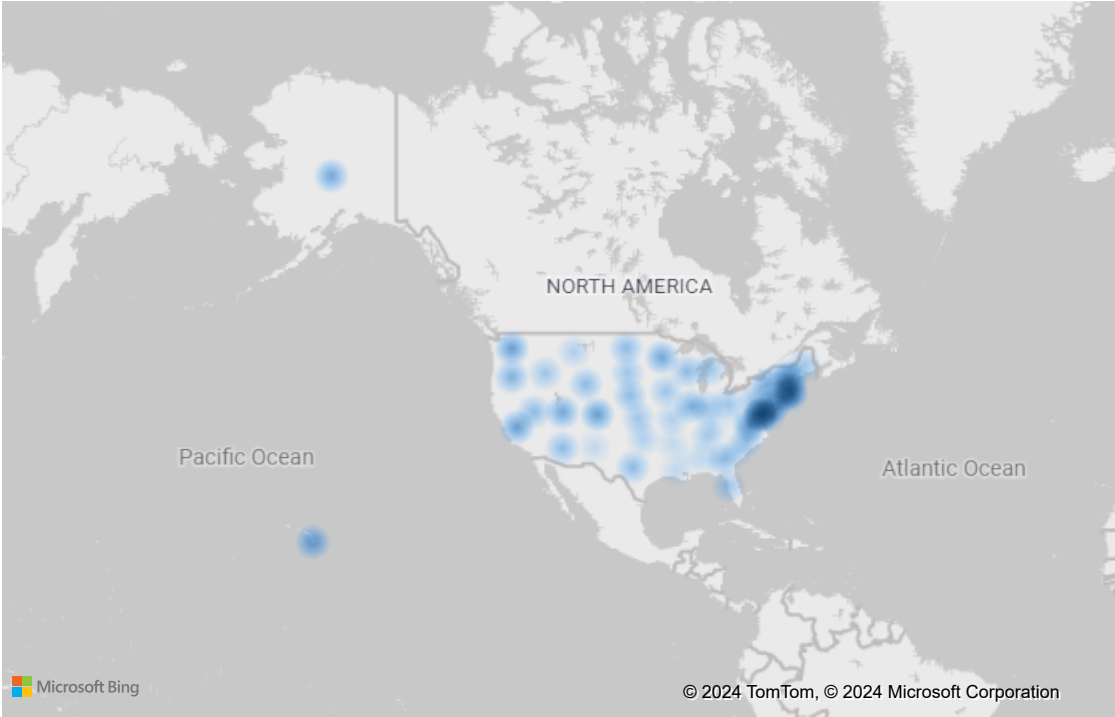 NORTH AMERICA
Pacific Ocean
Atlantic Ocean
Microsoft Bing
© 2024 TomTom, © 2024 Microsoft Corporation